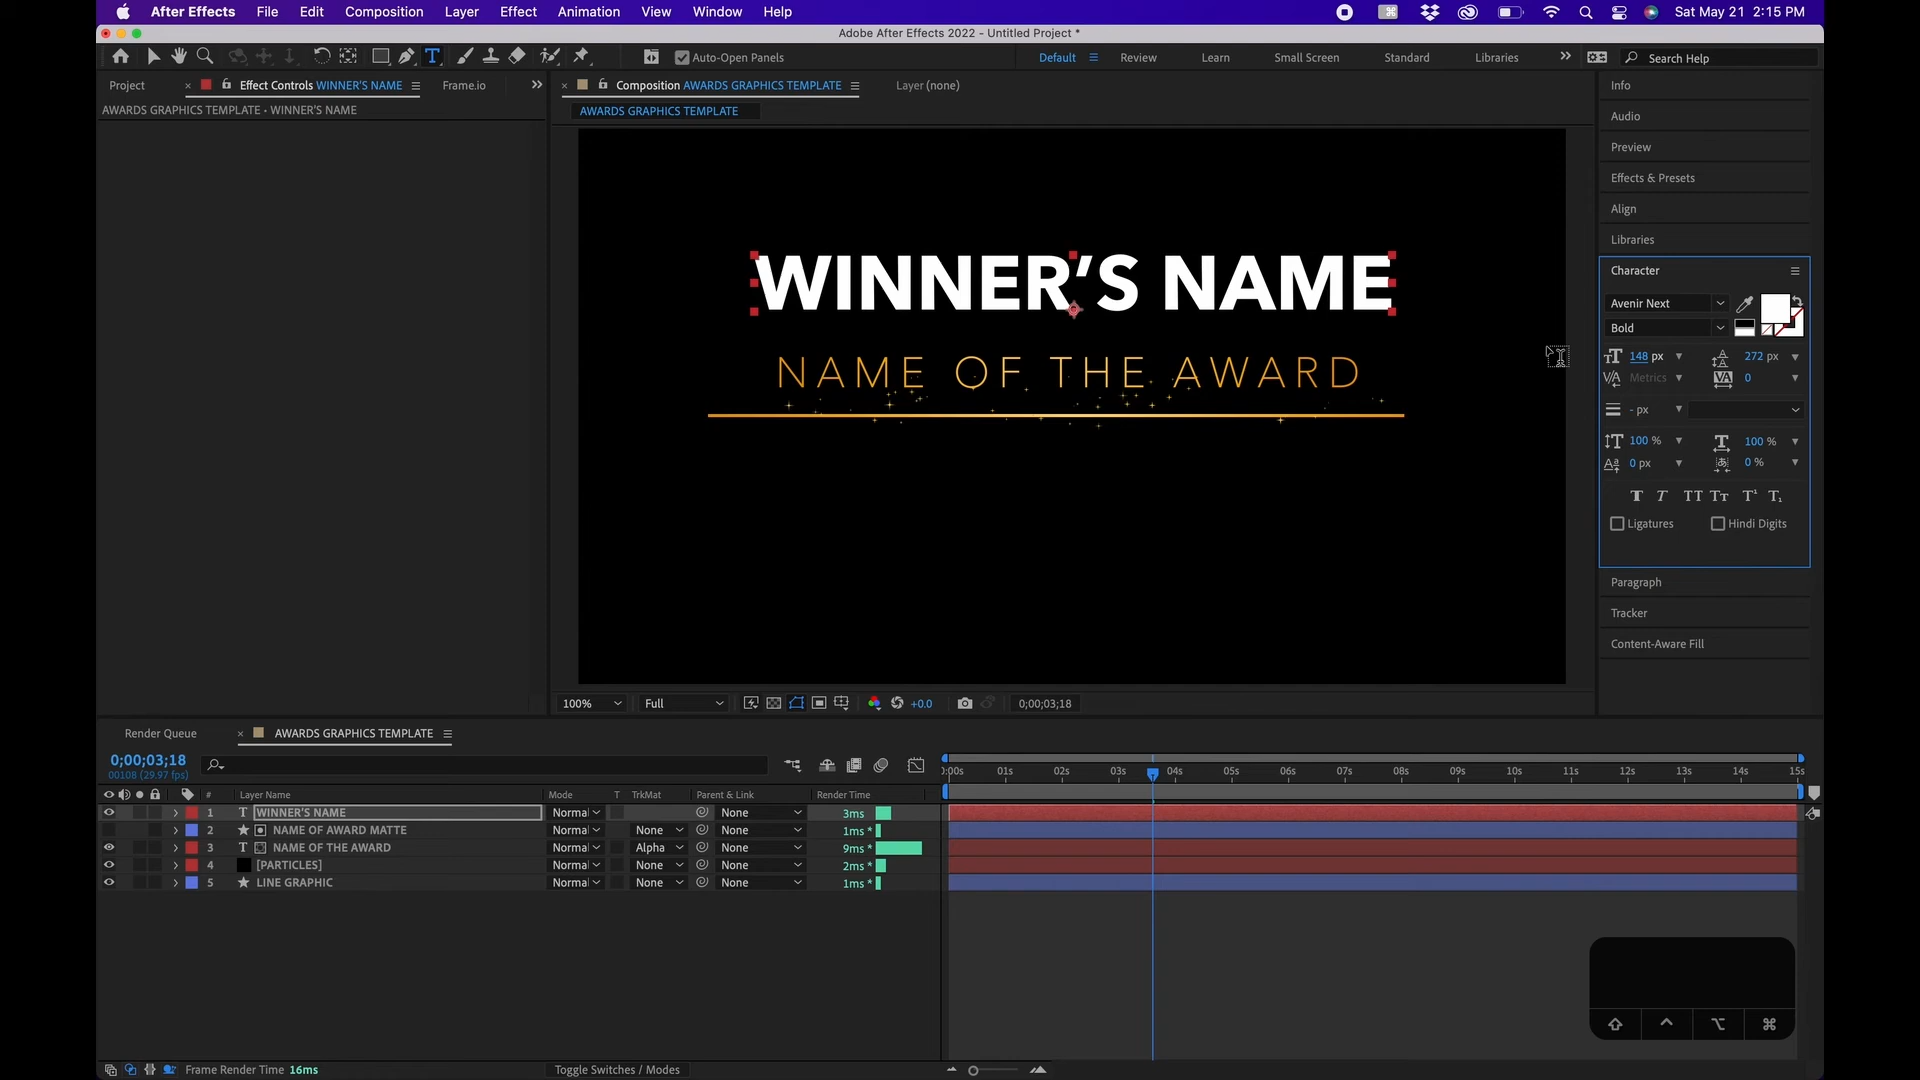 After Effects File Edit Composition Layer Effect Animation View Window Help Sat May 21 2:15 PM
Adobe After Effects 2022 - Untitled Project *
Auto-Open Panels Default Review Learn Small Screen Standard Libraries Search Help
Project Effect Controls WINNER'S NAME Frame.io
AWARDS GRAPHICS TEMPLATE • WINNER'S NAME
Composition AWARDS GRAPHICS TEMPLATE Layer (none)
AWARDS GRAPHICS TEMPLATE
WINNER'S NAME
NAME OF THE AWARD
100% Full +0.0 0;00;03;18
Info
Audio
Preview
Effects & Presets
Align
Libraries
Character
Avenir Next
Bold
148 px 272 px
Metrics 0
- px
100 % 100 %
0 px 0 %
T T TT Tt T¹ T₁
Ligatures Hindi Digits
Paragraph
Tracker
Content-Aware Fill
Render Queue AWARDS GRAPHICS TEMPLATE
0;00;03;18
00108 (29.97 fps)
):00s 01s 02s 03s 04s 05s 06s 07s 08s 09s 10s 11s 12s 13s 14s 15s
# Layer Name Mode T TrkMat Parent & Link Render Time
1 T WINNER'S NAME Normal None 3ms
2 NAME OF AWARD MATTE Normal None None 1ms *
3 T NAME OF THE AWARD Normal Alpha None 9ms *
4 [PARTICLES] Normal None None 2ms *
5 LINE GRAPHIC Normal None None 1ms *
Frame Render Time 16ms Toggle Switches / Modes